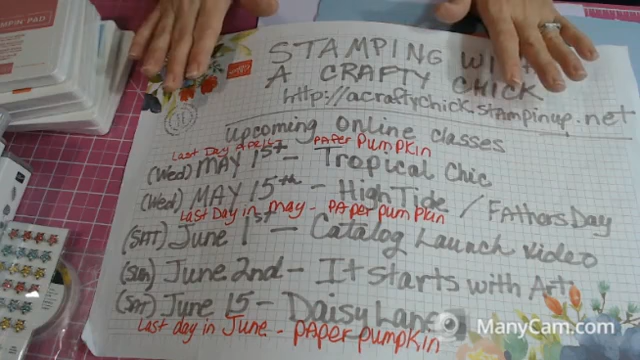 STAMPIN' PAD
STAMPING
A CRAFTY CHICK
http://acraftychick.stampinup.net
upcoming online classes
Last Day April PAPER PUMPKIN
(Wed) MAY 1st - Tropical Chic
(Wed) MAY 15th - High Tide / FAthers Day
Last Day in may - PAPER pumpkin
(SAT) June 1st - Catalog Launch video
(Sun) June 2nd - It starts with Art
(SAT) June 15 - Daisy Lane
Last day in June - PAPER pumpkin
ManyCam.com